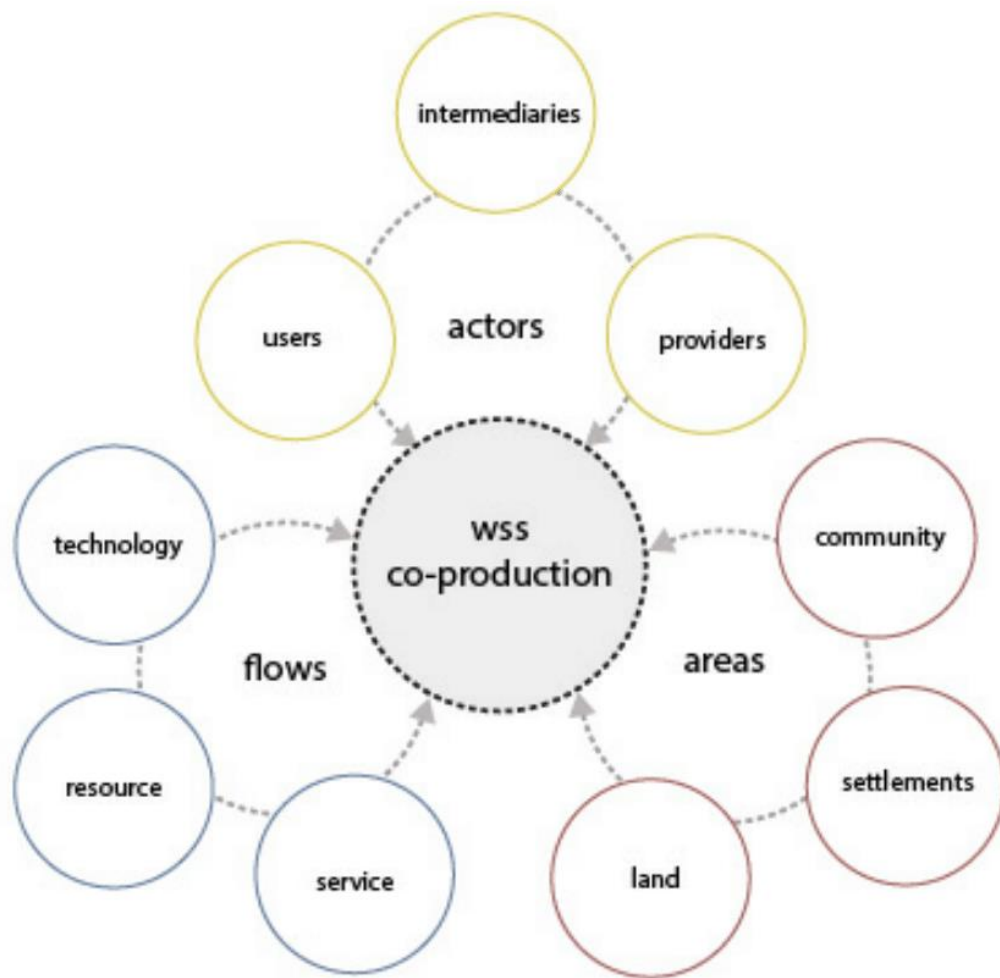 intermediaries
users
actors
providers
technology
wss
co-production
community
flows
areas
resource
settlements
service
land